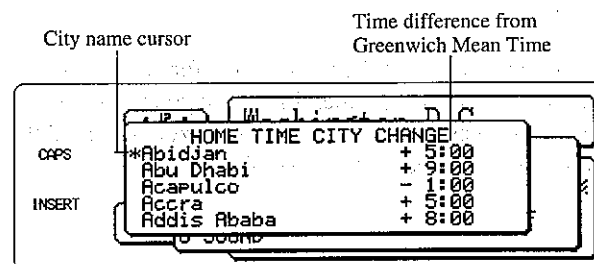 Time difference from
Greenwich Mean Time
City name cursor
HOME TIME CITY CHANGE
CAPS
*Abidjan + 5:00
Abu Dhabi + 9:00
Acapulco - 1:00
INSERT
Accra + 5:00
Addis Ababa + 8:00